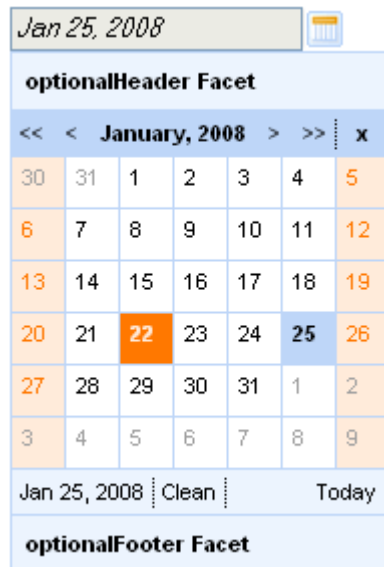 Jan 25, 2008
optionalHeader Facet
<< < January, 2008 > >> x
30 31 1 2 3 4 5
6 7 8 9 10 11 12
13 14 15 16 17 18 19
20 21 22 23 24 25 26
27 28 29 30 31 1 2
3 4 5 6 7 8 9
Jan 25, 2008 Clean Today
optionalFooter Facet